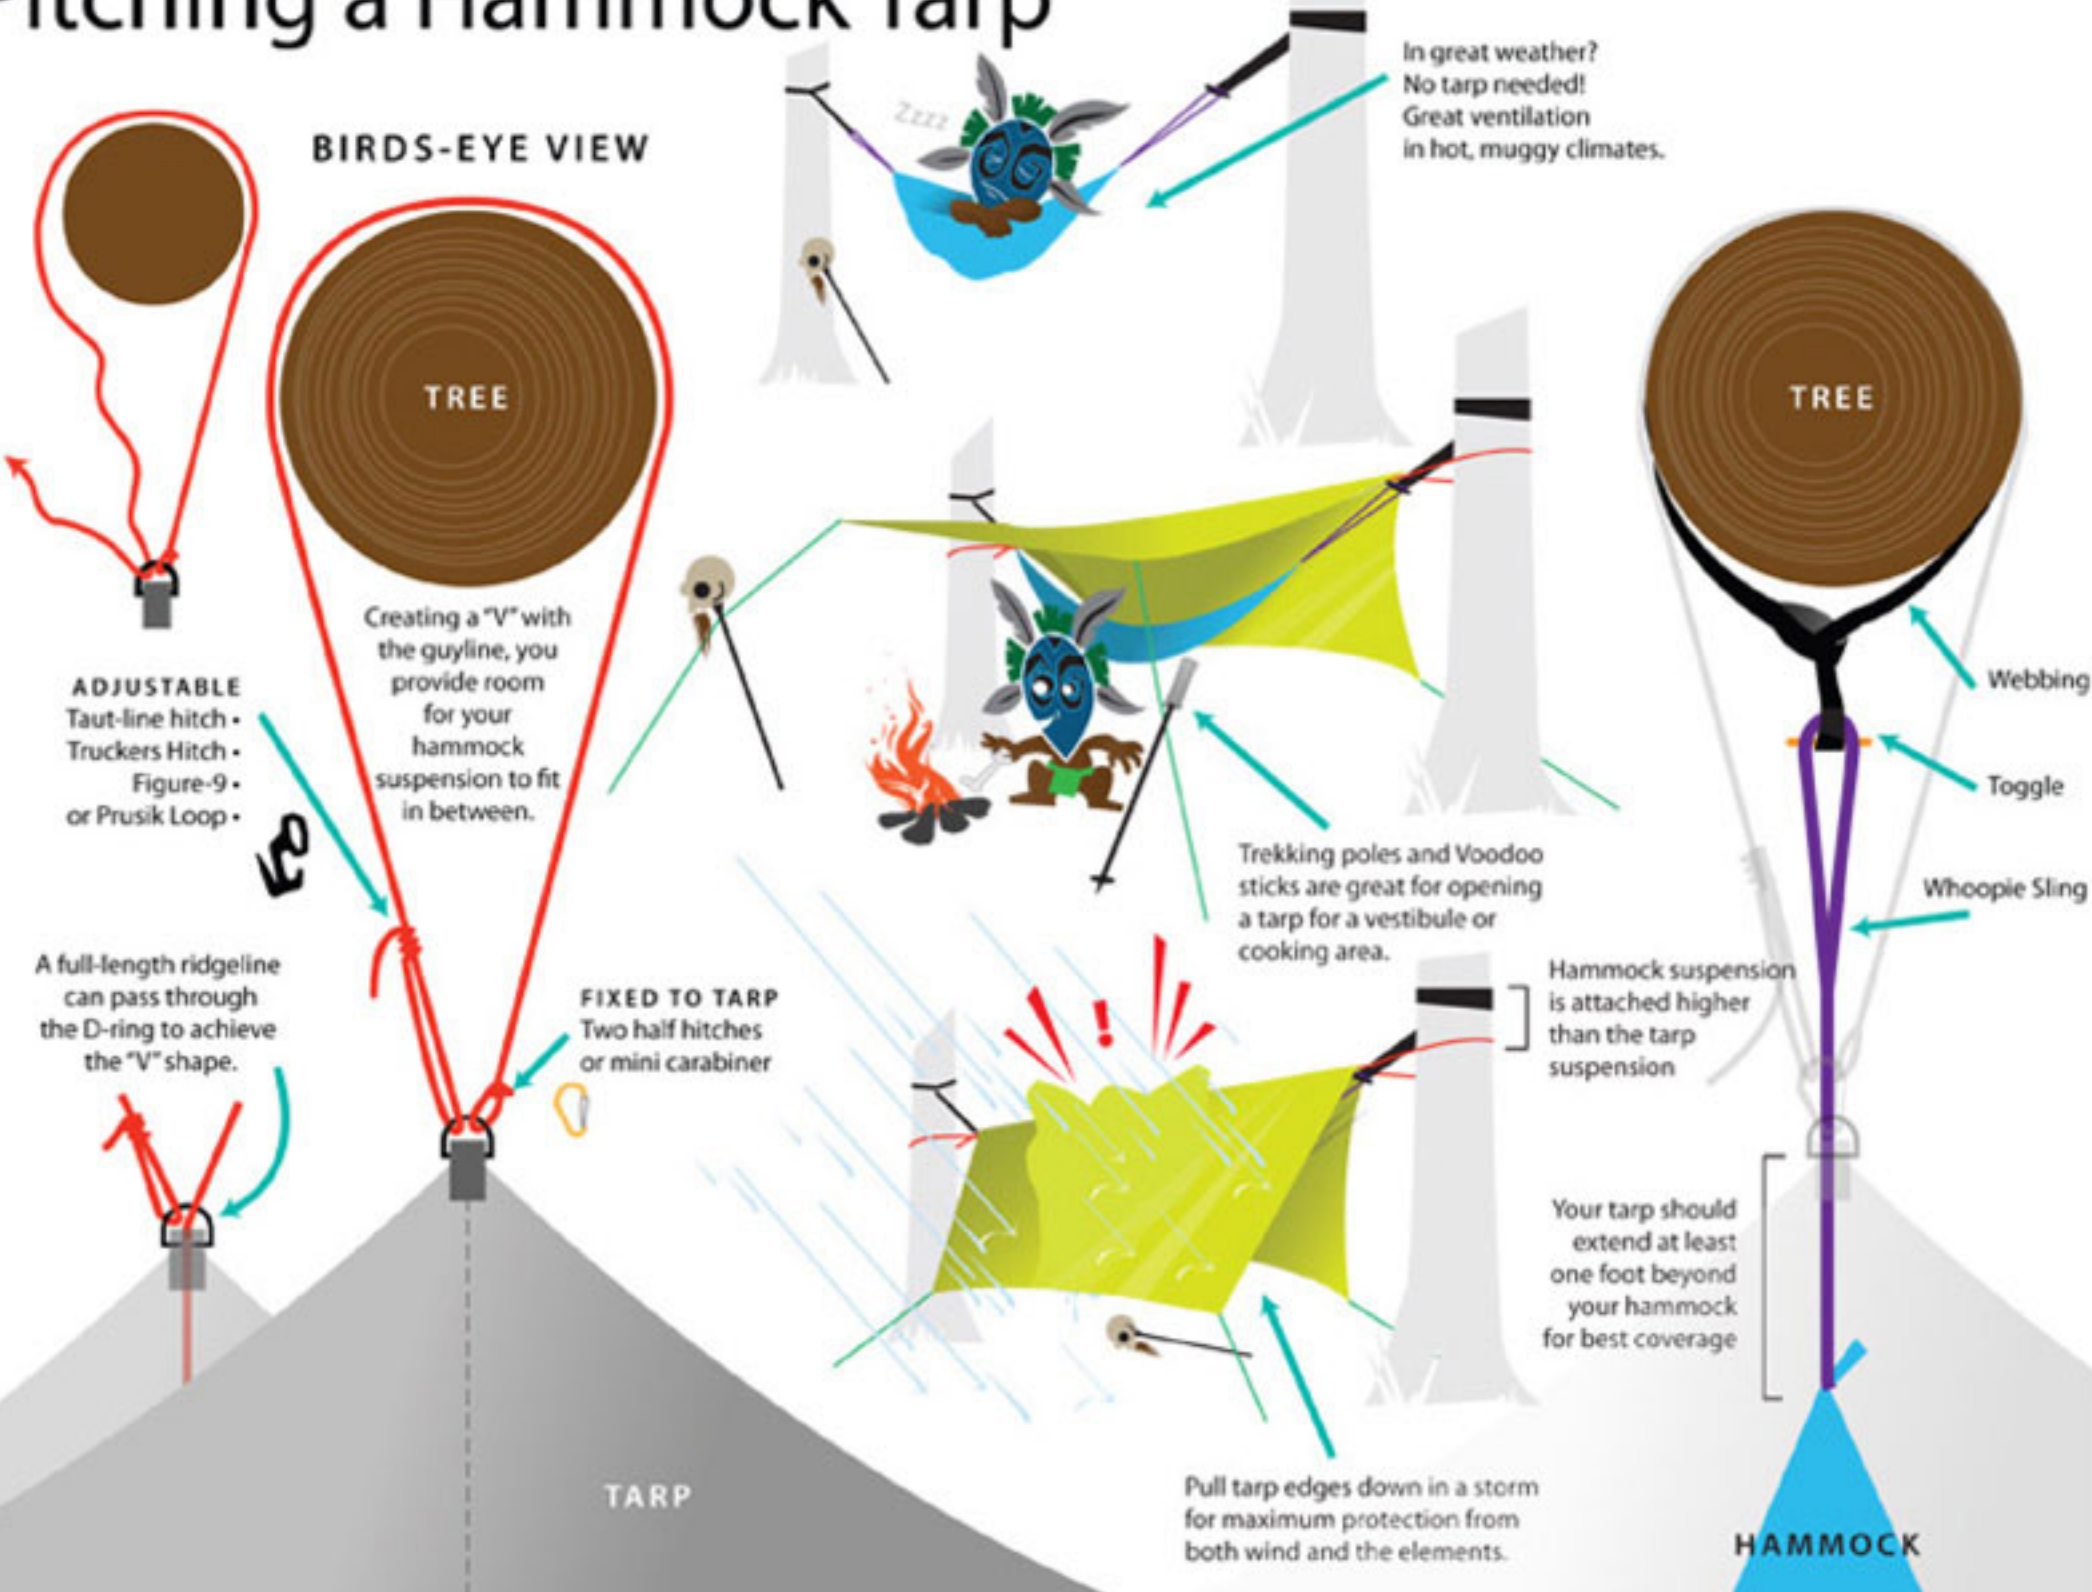 Pitching a Hammock Tarp
BIRDS-EYE VIEW
TREE
Creating a "V" with
the guyline, you
provide room
for your
hammock
suspension to fit
in between.
ADJUSTABLE
Taut-line hitch •
Truckers Hitch •
Figure-9 •
or Prusik Loop •
A full-length ridgeline
can pass through
the D-ring to achieve
the "V" shape.
FIXED TO TARP
Two half hitches
or mini carabiner
TARP
Zzzz
In great weather?
No tarp needed!
Great ventilation
in hot, muggy climates.
Trekking poles and Voodoo
sticks are great for opening
a tarp for a vestibule or
cooking area.
!
Hammock suspension
is attached higher
than the tarp
suspension
Pull tarp edges down in a storm
for maximum protection from
both wind and the elements.
TREE
Webbing
Toggle
Whoopie Sling
Your tarp should
extend at least
one foot beyond
your hammock
for best coverage
HAMMOCK